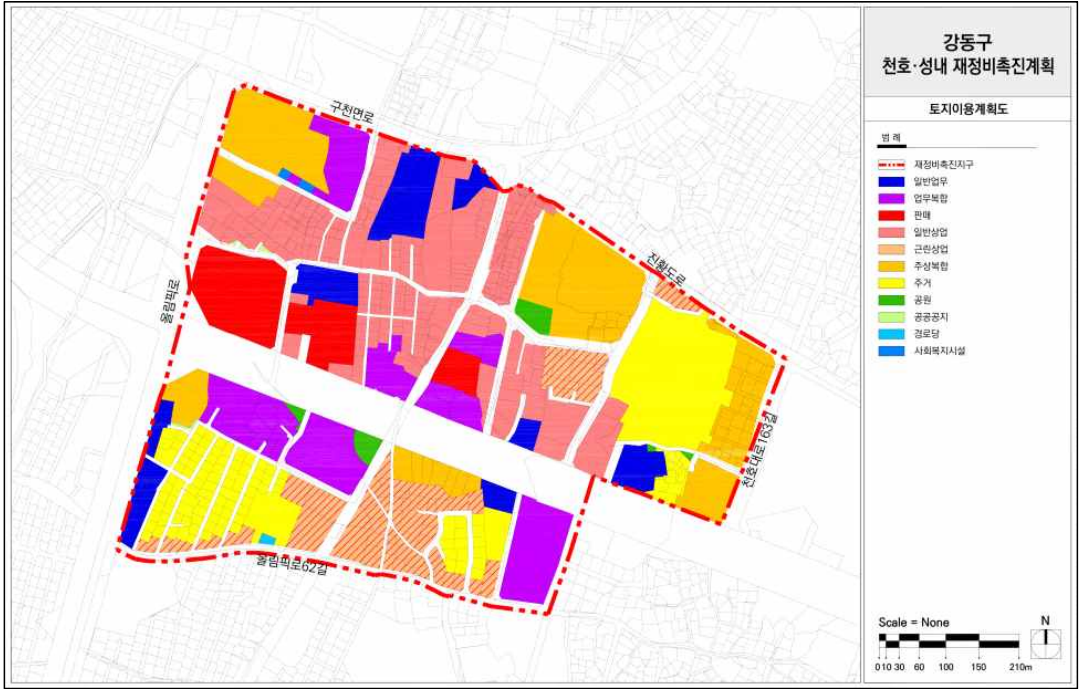 강동구
천호·성내 재정비촉진계획
토지이용계획도
범 례
재정비촉진지구
일반업무
업무복합
판매
일반상업
근린상업
주상복합
주거
공원
공공공지
경로당
사회복지시설
구천면로
진황도로
올림픽로
천호대로163길
올림픽로62길
Scale = None
N
0 10 30 60 100 150 210m